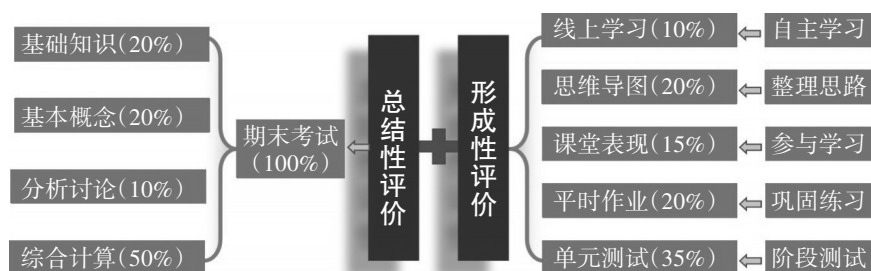 基础知识(20%)
基本概念(20%)
分析讨论(10%)
综合计算(50%)
期末考试
(100%)
总结性评价
形成性评价
线上学习(10%)
思维导图(20%)
课堂表现(15%)
平时作业(20%)
单元测试(35%)
自主学习
整理思路
参与学习
巩固练习
阶段测试